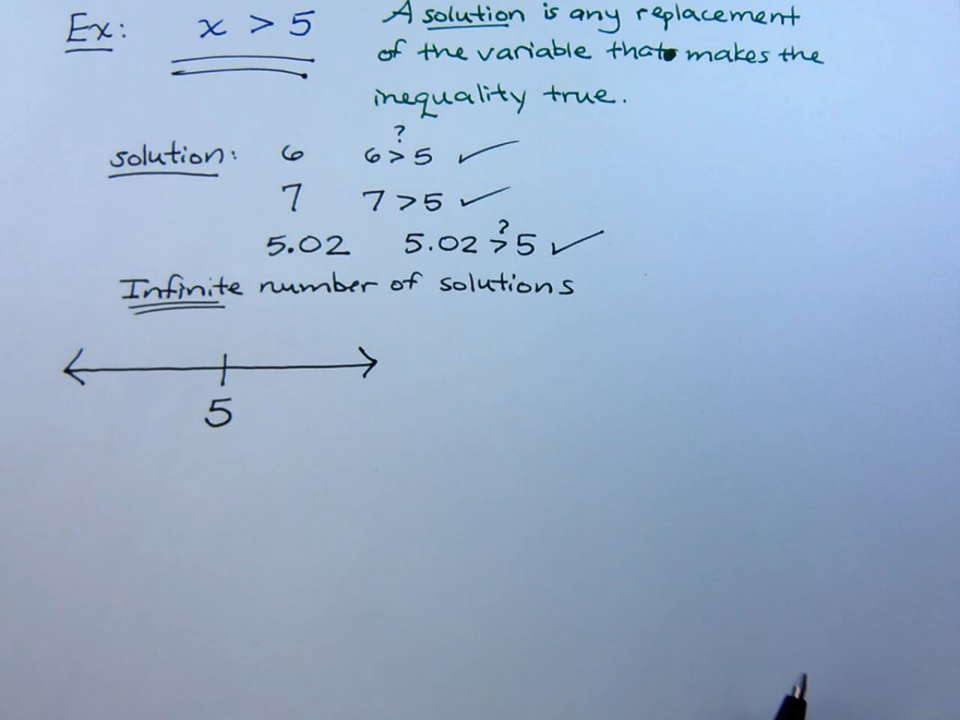 Ex: x > 5 A solution is any replacement
of the variable that makes the
inequality true.
solution: 6 6 > 5 ✓
?
7 7 > 5 ✓
5.02 5.02 > 5 ✓
?
Infinite number of solutions
5